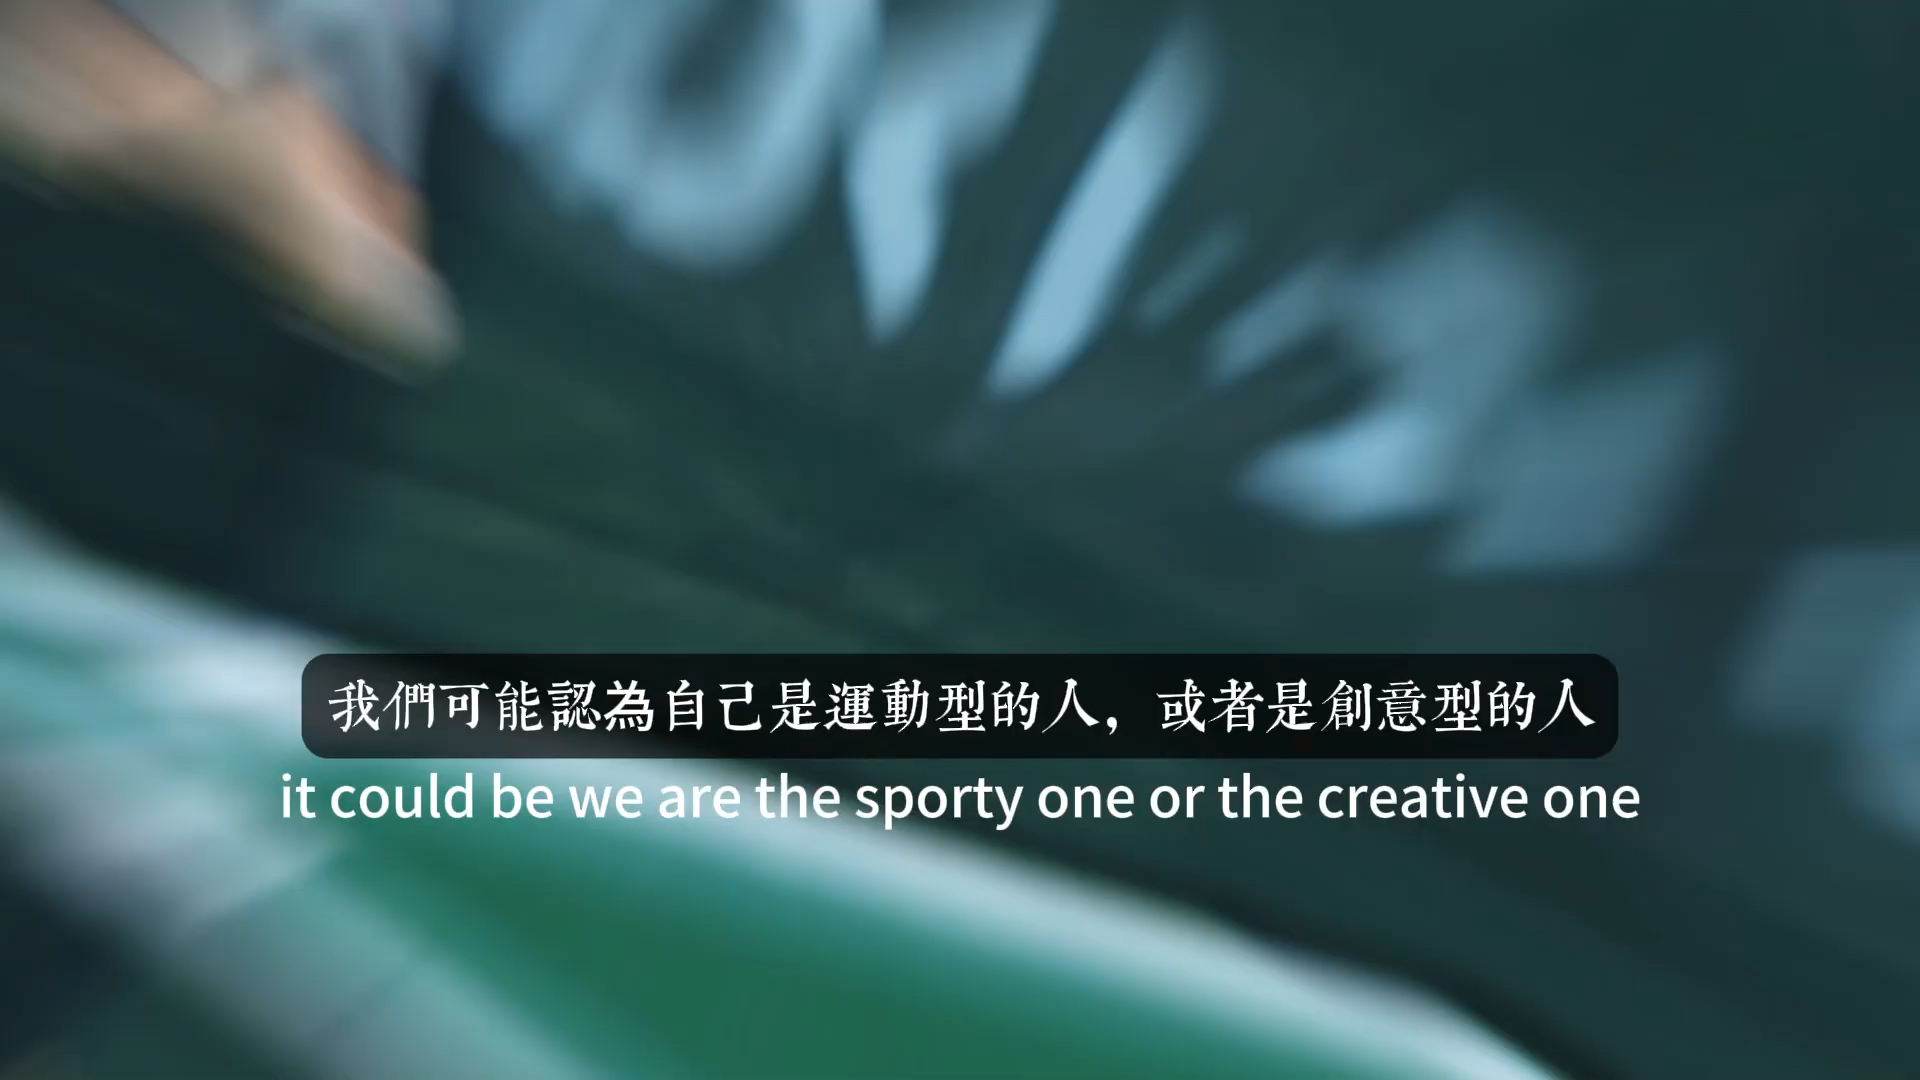 我們可能認為自己是運動型的人，或者是創意型的人
it could be we are the sporty one or the creative one